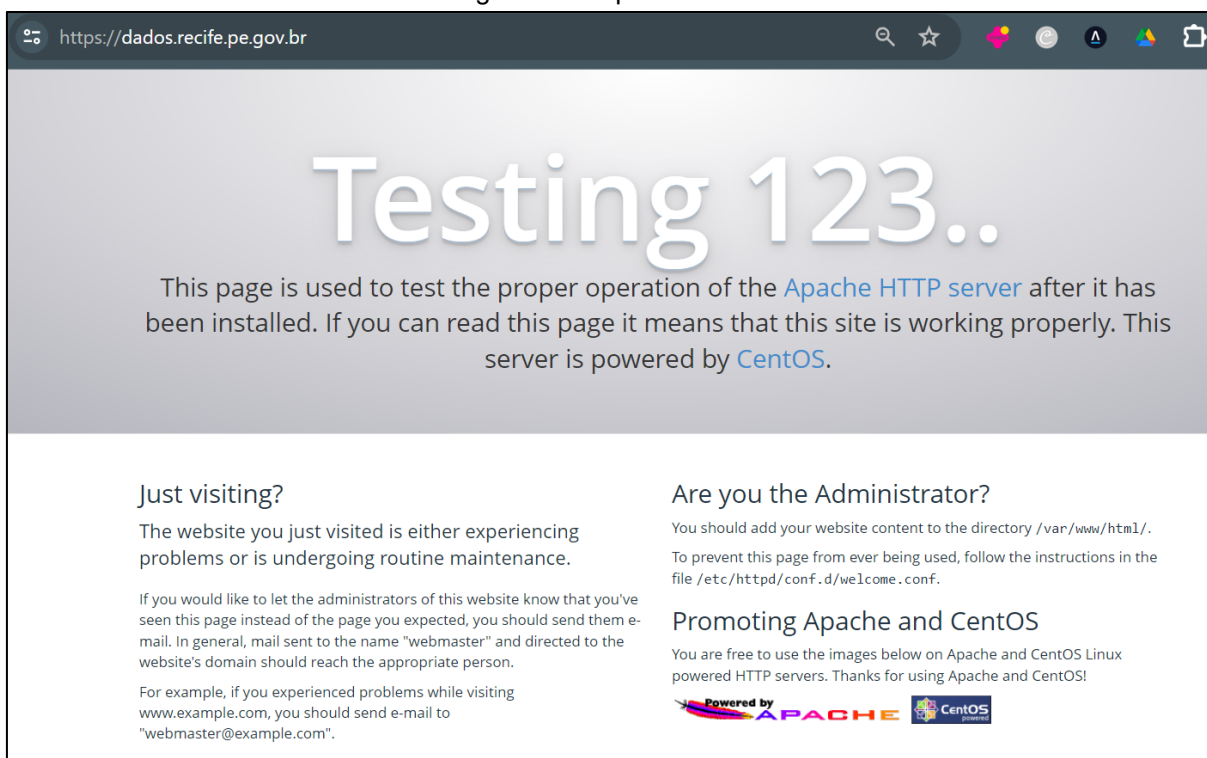 https://dados.recife.pe.gov.br
Testing 123..
This page is used to test the proper operation of the Apache HTTP server after it has
been installed. If you can read this page it means that this site is working properly. This
server is powered by CentOS.
Just visiting?
The website you just visited is either experiencing
problems or is undergoing routine maintenance.
If you would like to let the administrators of this website know that you've
seen this page instead of the page you expected, you should send them e-
mail. In general, mail sent to the name "webmaster" and directed to the
website's domain should reach the appropriate person.
For example, if you experienced problems while visiting
www.example.com, you should send e-mail to
"webmaster@example.com".
Are you the Administrator?
You should add your website content to the directory /var/www/html/.
To prevent this page from ever being used, follow the instructions in the
file /etc/httpd/conf.d/welcome.conf.
Promoting Apache and CentOS
You are free to use the images below on Apache and CentOS Linux
powered HTTP servers. Thanks for using Apache and CentOS!
Powered by
APACHE
CentOS
powered